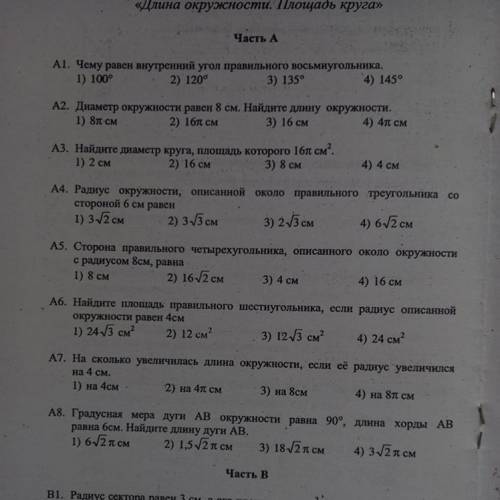 «Длина окружности. Площадь круга»
Часть А
А1. Чему равен внутренний угол правильного восьмиугольника.
1) 100° 2) 120° 3) 135° 4) 145°
А2. Диаметр окружности равен 8 см. Найдите длину окружности.
1) 8π см 2) 16π см 3) 16 см 4) 4π см
А3. Найдите диаметр круга, площадь которого 16π см².
1) 2 см 2) 16 см 3) 8 см 4) 4 см
А4. Радиус окружности, описанной около правильного треугольника со
стороной 6 см равен
1) 3√2 см 2) 3√3 см 3) 2√3 см 4) 6√2 см
А5. Сторона правильного четырехугольника, описанного около окружности
с радиусом 8см, равна
1) 8 см 2) 16√2 см 3) 4 см 4) 16 см
А6. Найдите площадь правильного шестиугольника, если радиус описанной
окружности равен 4см
1) 24√3 см² 2) 12 см² 3) 12√3 см² 4) 24 см²
А7. На сколько увеличилась длина окружности, если её радиус увеличился
на 4 см.
1) на 4см 2) на 4π см 3) на 8см 4) на 8π см
А8. Градусная мера дуги АВ окружности равна 90°, длина хорды АВ
равна 6см. Найдите длину дуги АВ.
1) 6√2 π см 2) 1,5√2 π см 3) 18√2 π см 4) 3√2 π см
Часть В
В1. Радиус сектора равен 3 см, а